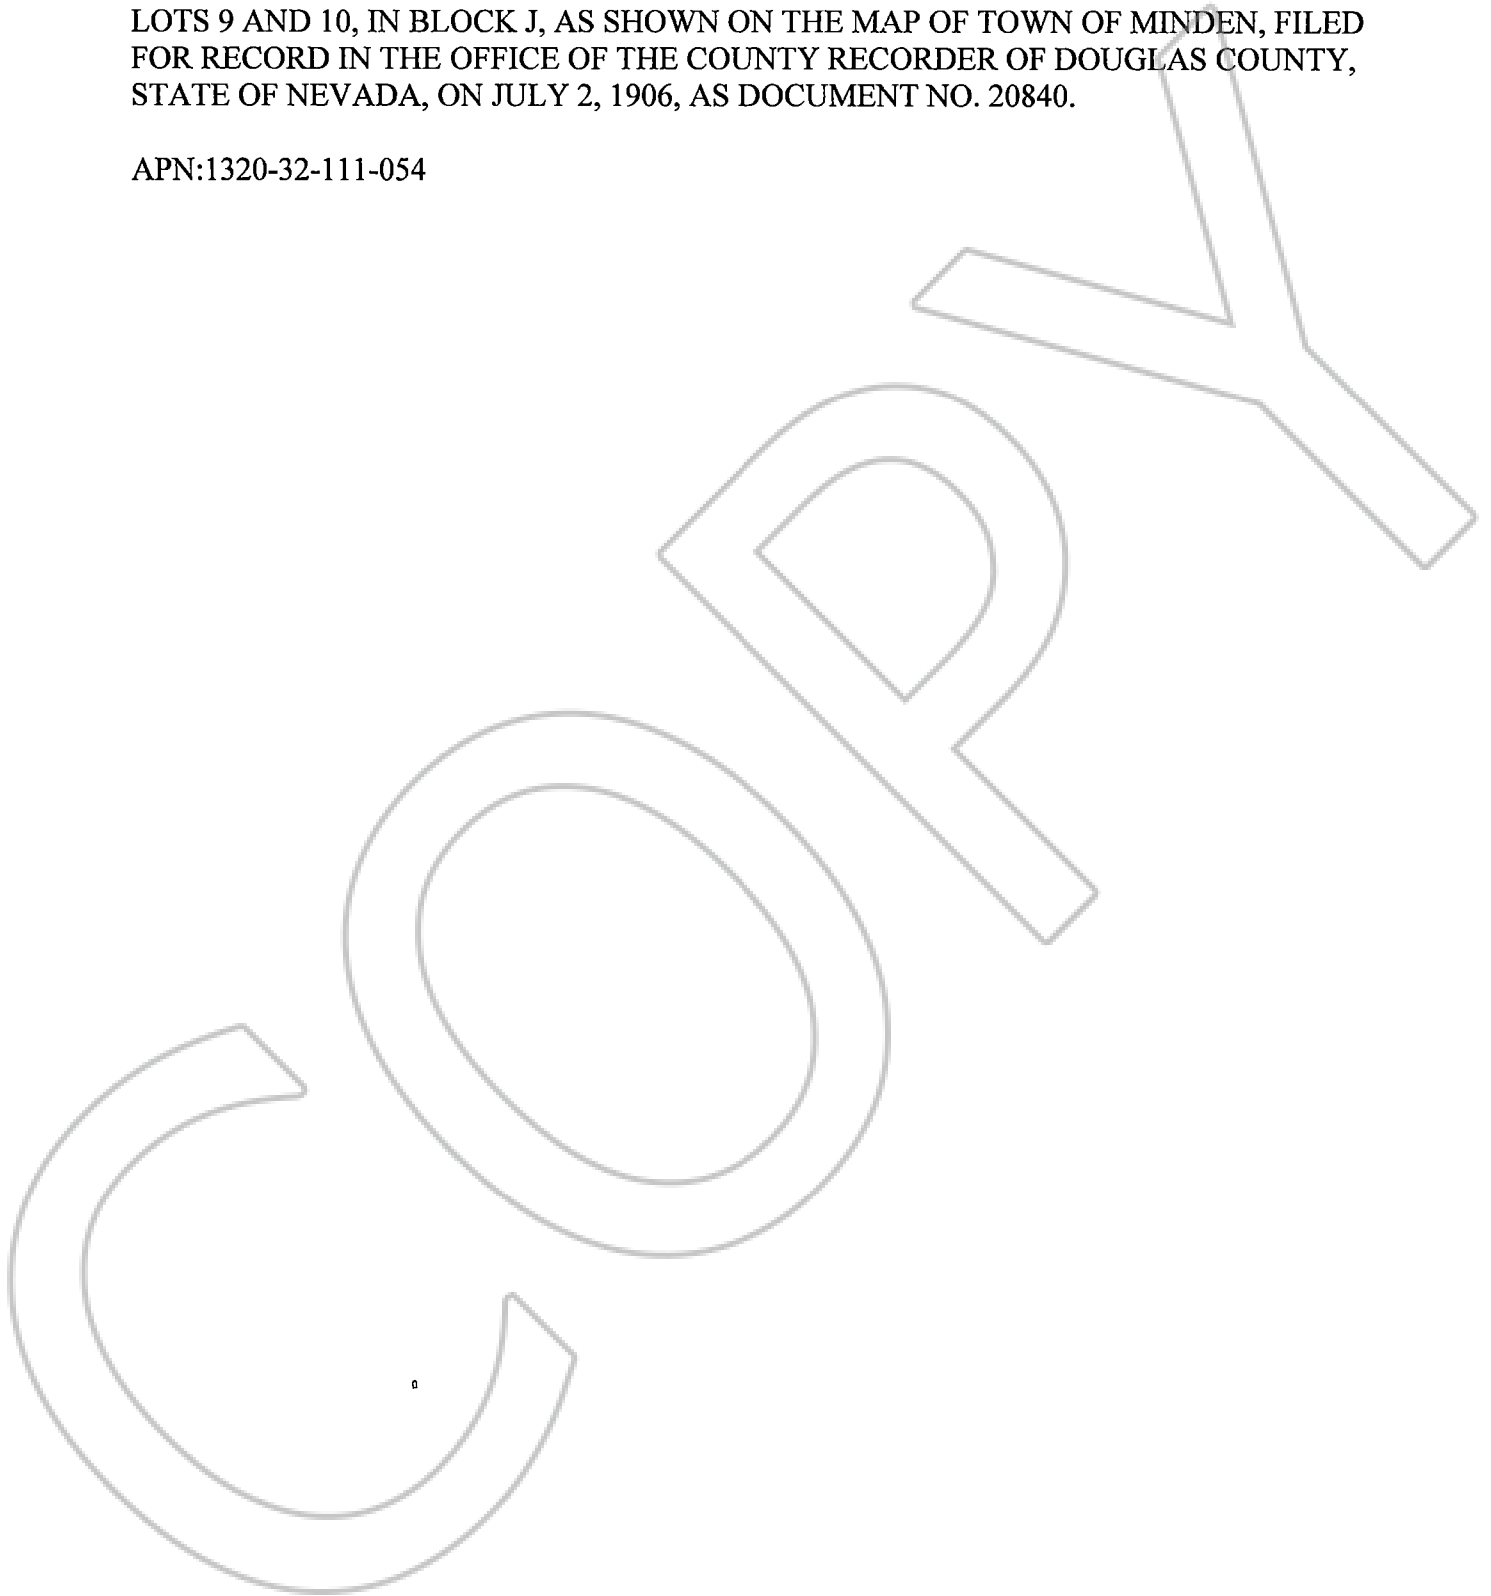 LOTS 9 AND 10, IN BLOCK J, AS SHOWN ON THE MAP OF TOWN OF MINDEN, FILED
FOR RECORD IN THE OFFICE OF THE COUNTY RECORDER OF DOUGLAS COUNTY,
STATE OF NEVADA, ON JULY 2, 1906, AS DOCUMENT NO. 20840.
APN:1320-32-111-054
COPY